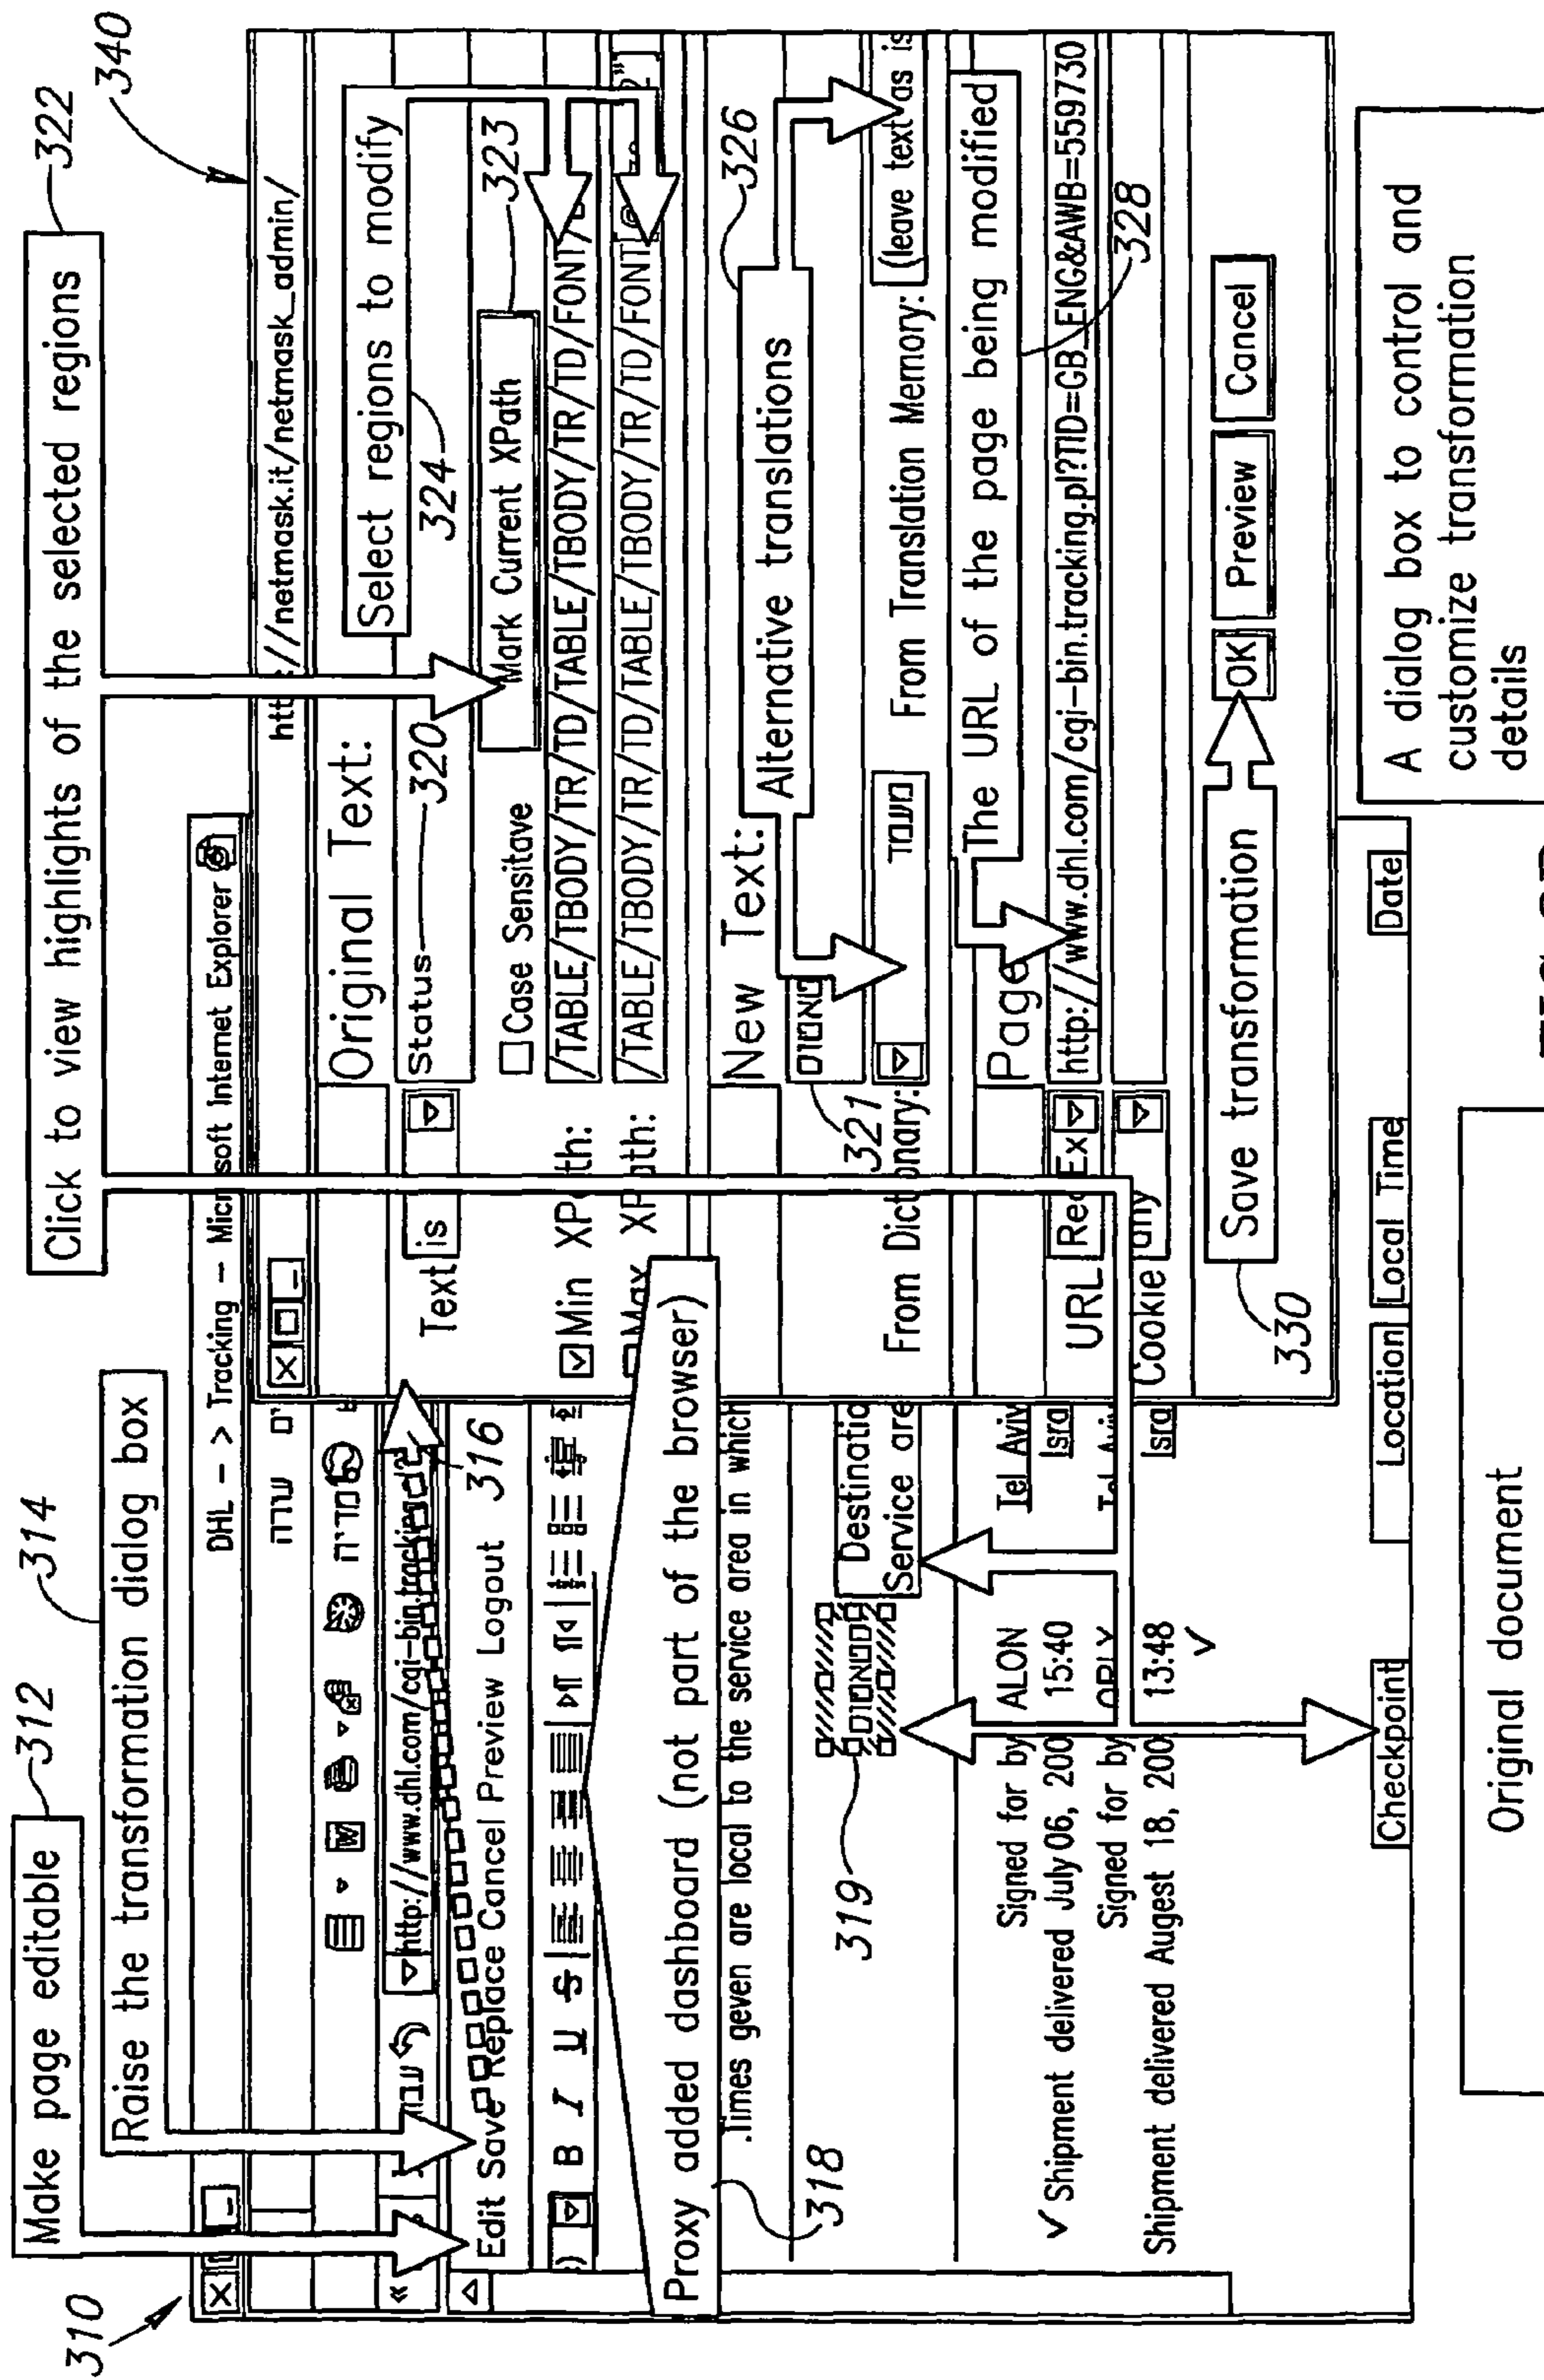 310
Make page editable
312
Raise the transformation dialog box
314
Click to view highlights of the selected regions
322
340
DHL - > Tracking - Microsoft Internet Explorer
://netmask.it/netmask_admin/
http://www.dhl.com/cgi-bin.tracking
316
Edit Save Replace Cancel Preview Logout
B I U S
Proxy added dashboard (not part of the browser)
318
.Times geven are local to the service area in which
319
Destinatio
Service are
Signed for by ALON
Tel Aviv
✓ Shipment delivered July 06, 200 15:40
Isra
Signed for by
Shipment delivered Augest 18, 200 13:48
Isra
✓
Checkpoint
Location
Local Time
Date
Original Text:
Select regions to modify
324
Text is
Status
320
Mark Current XPath
323
Case Sensitave
Min XPath:
/TABLE/TBODY/TR/TD/TABLE/TBODY/TR/TD/FONT/
XPath:
/TABLE/TBODY/TR/TD/TABLE/TBODY/TR/TD/FONT
New Text:
326
סטאטוס
321
Alternative translations
From Dictionary:
מעמד
From Translation Memory:
(leave text as is
Page
The URL of the page being modified
328
URL
Ex
http://www.dhl.com/cgi-bin.tracking.pl?TID=GB_ENG&AWB=559730
Cookie
any
330
Save transformation
OK
Preview
Cancel
Original document
A dialog box to control and
customize transformation
details